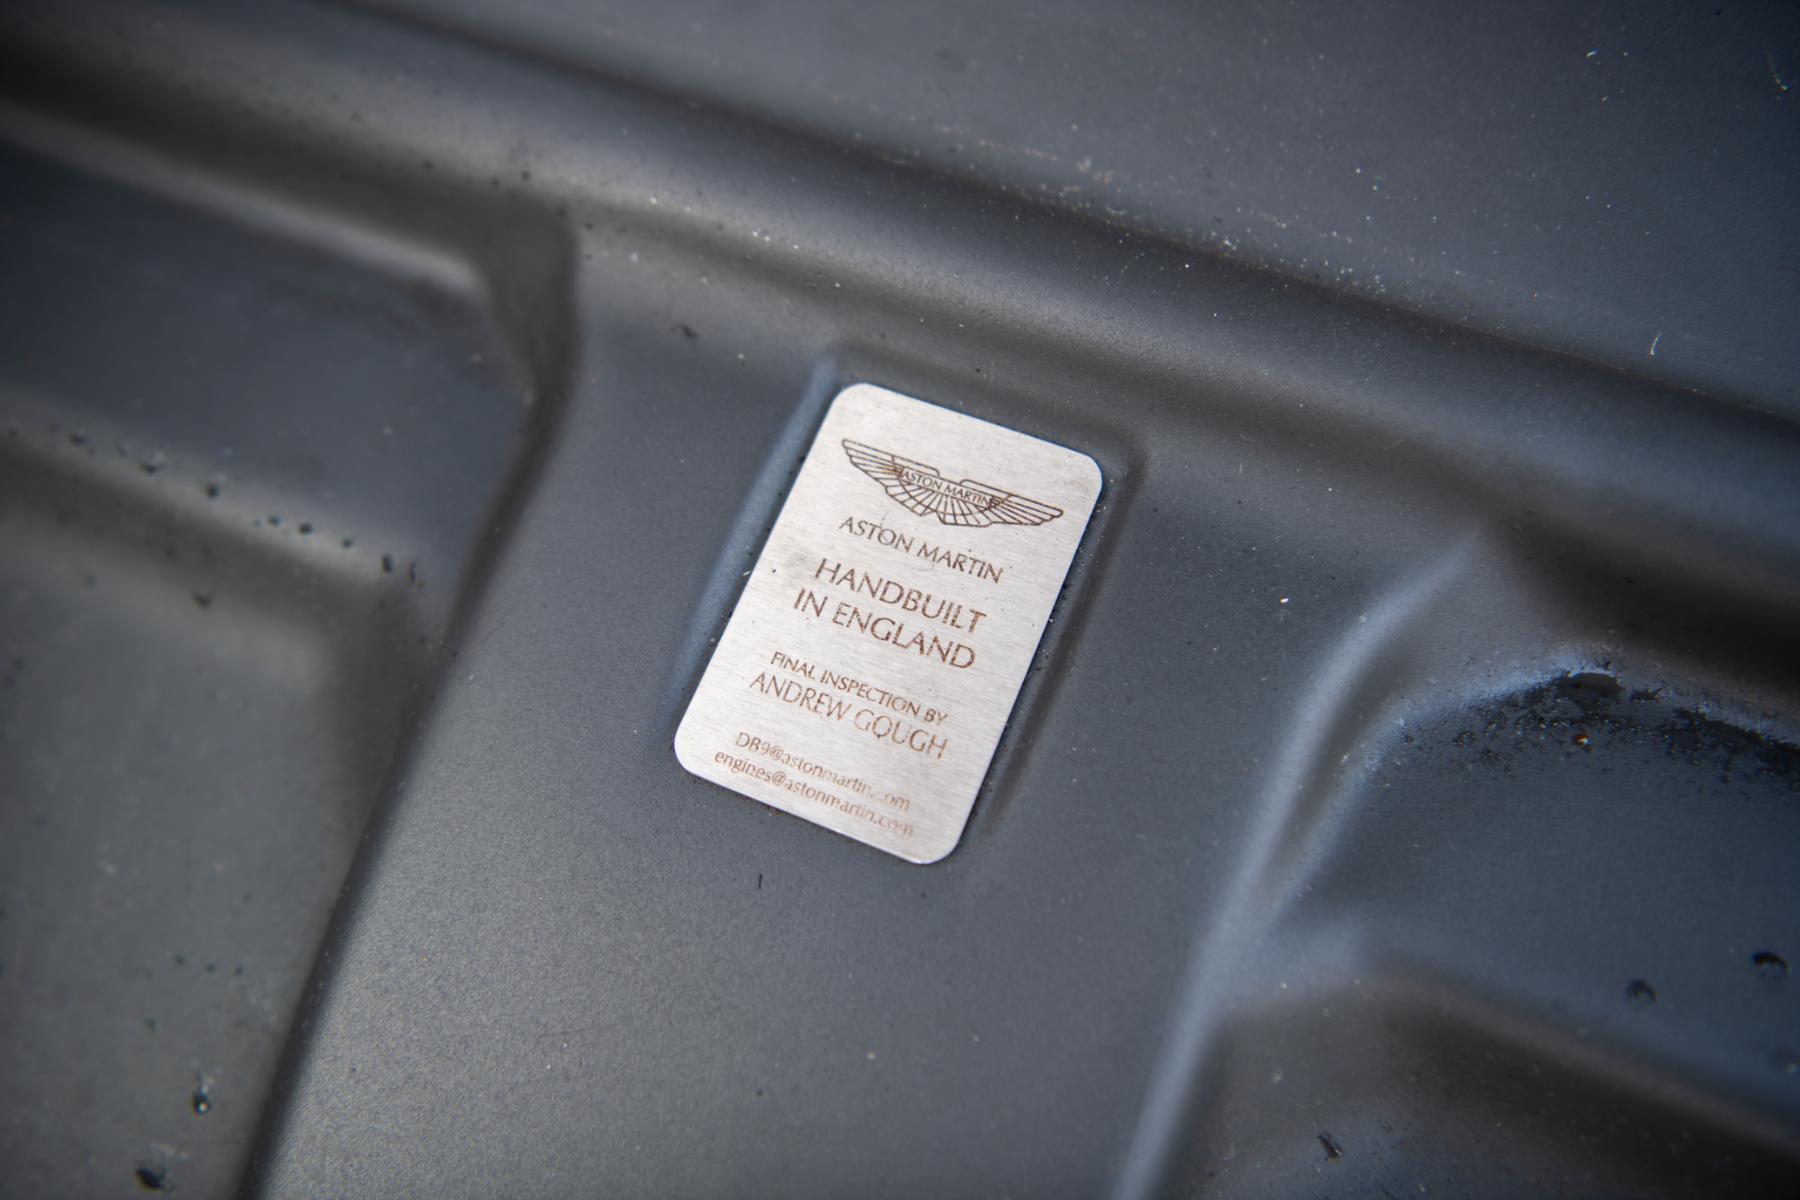 ASTON MARTIN
ASTON MARTIN
HANDBUILT
IN ENGLAND
FINAL INSPECTION BY
ANDREW GOUGH
DB9@astonmartin.com
engines@astonmartin.com